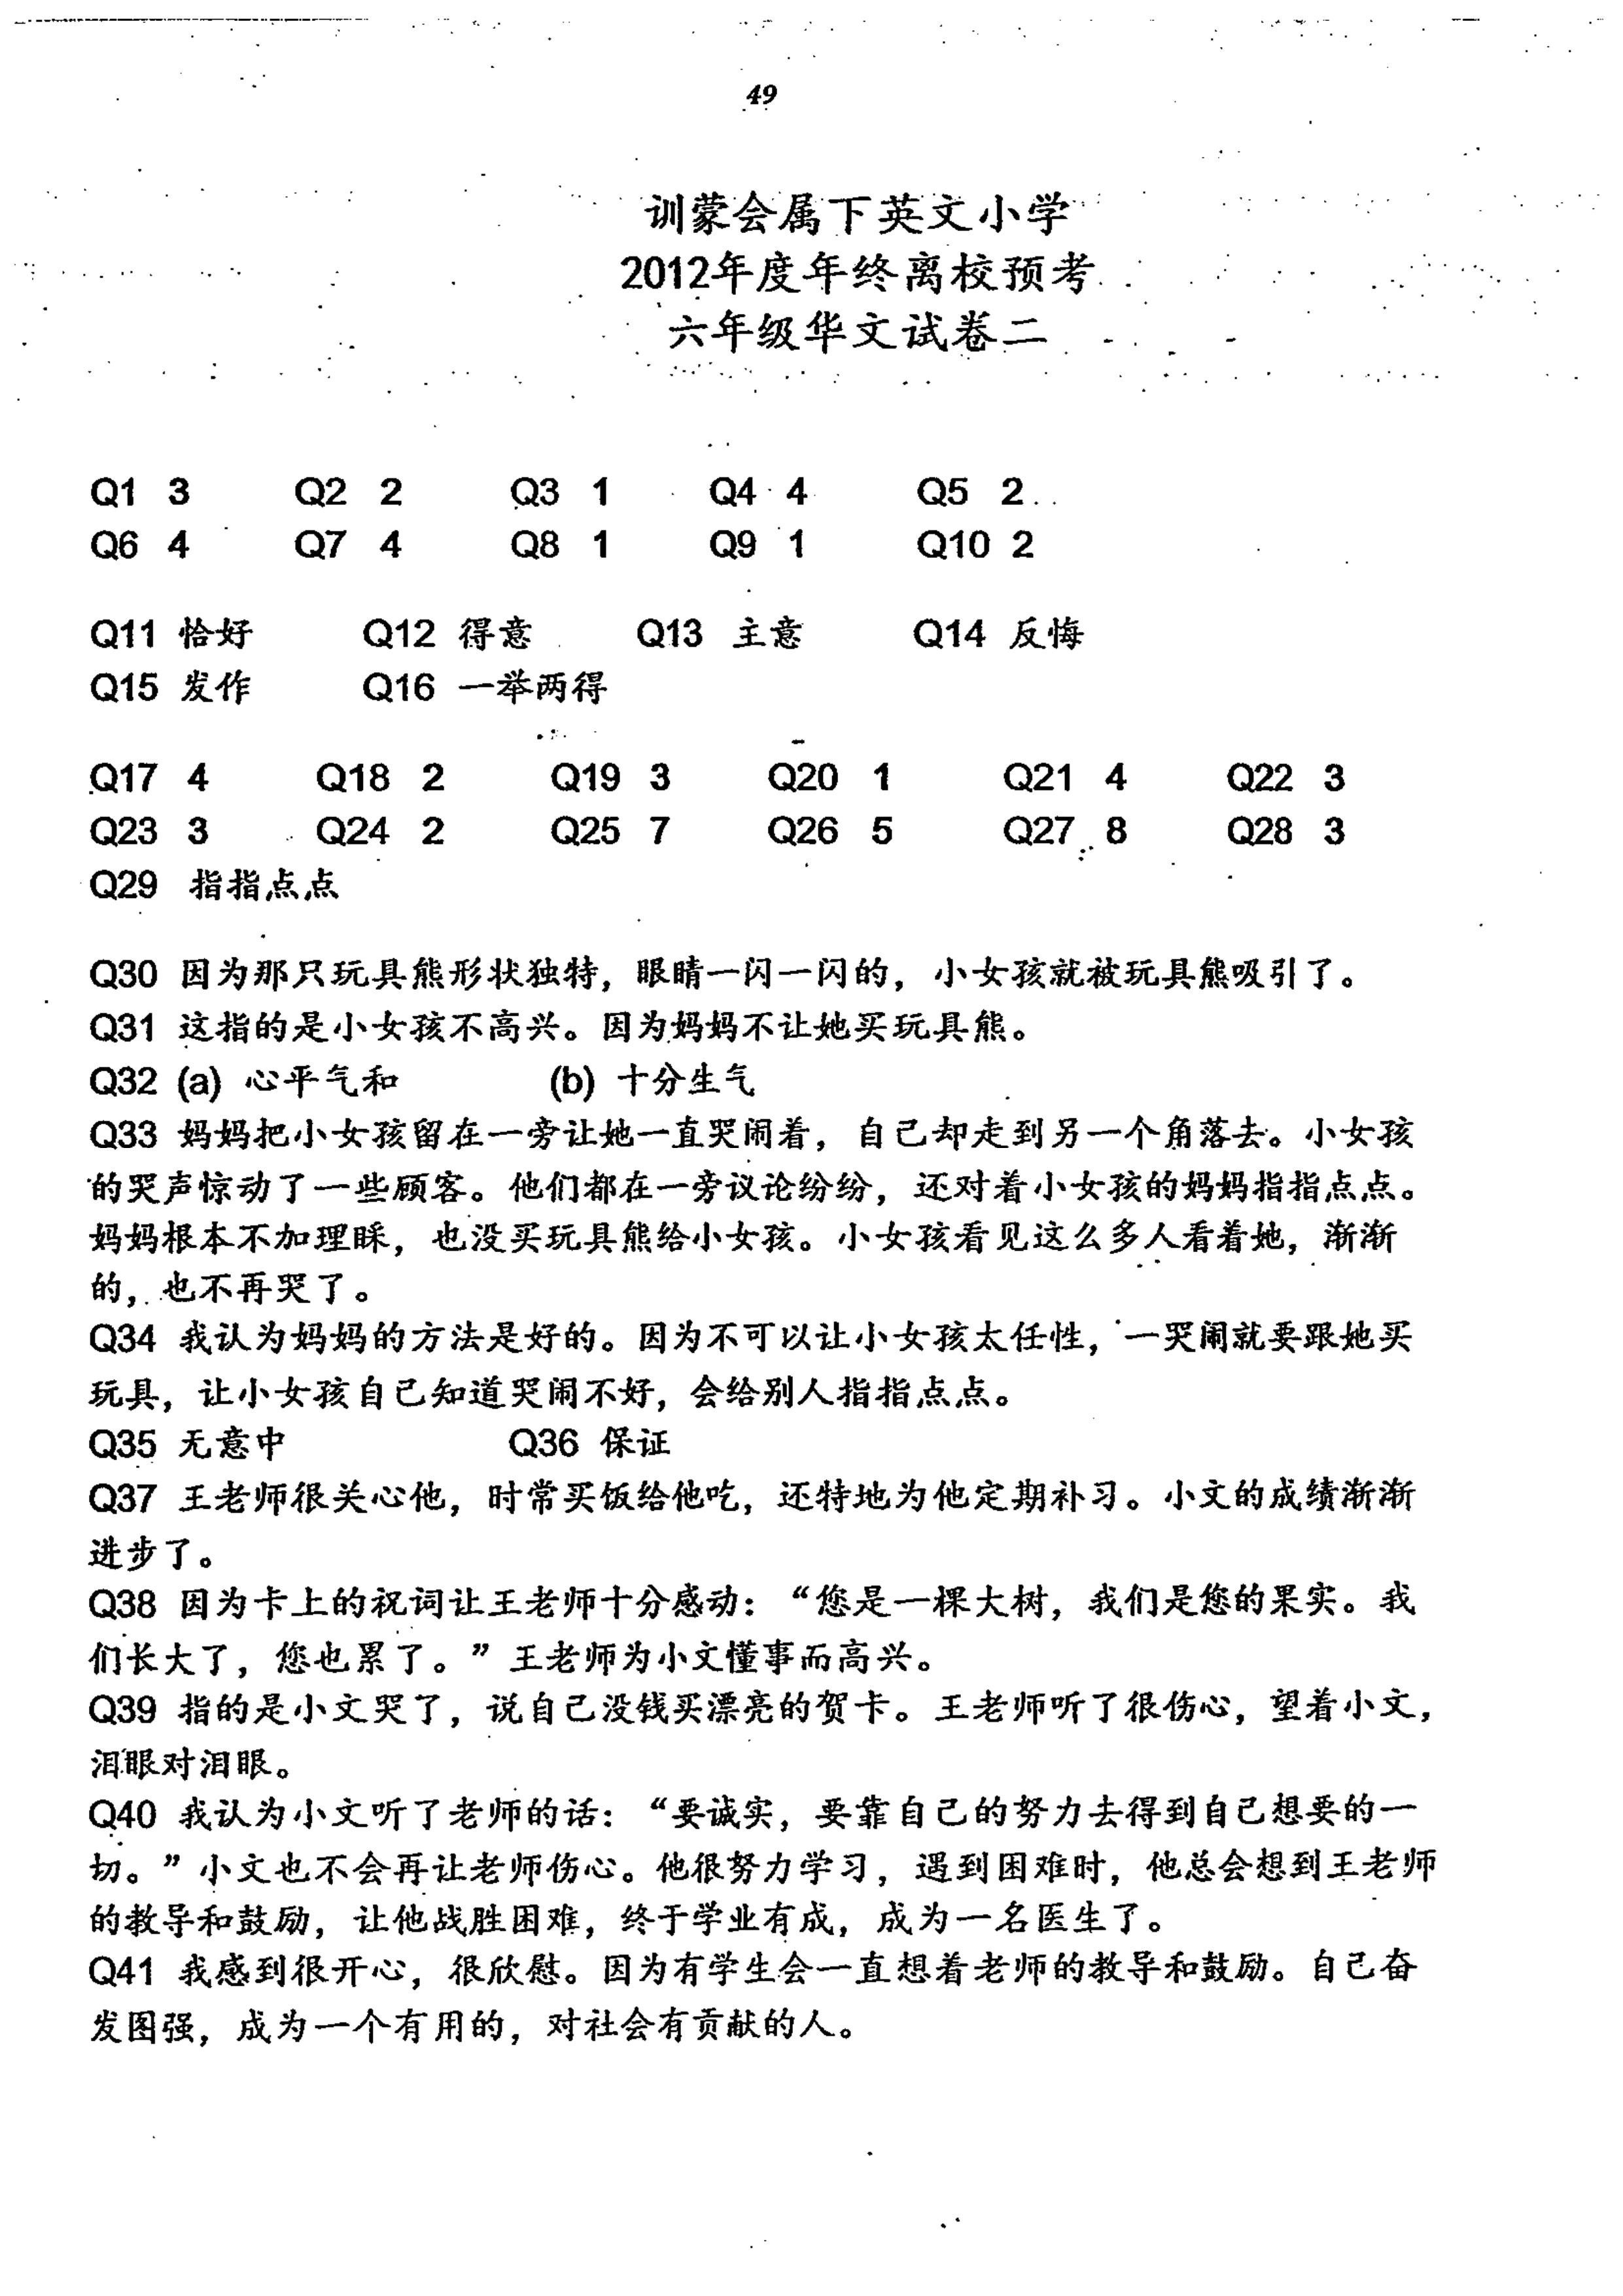 49
训蒙会属下英文小学
2012年度年终离校预考
六年级华文试卷二
Q1 3 Q2 2 Q3 1 Q4 4 Q5 2
Q6 4 Q7 4 Q8 1 Q9 1 Q10 2
Q11 恰好 Q12 得意 Q13 主意 Q14 反悔
Q15 发作 Q16 一举两得
Q17 4 Q18 2 Q19 3 Q20 1 Q21 4 Q22 3
Q23 3 Q24 2 Q25 7 Q26 5 Q27 8 Q28 3
Q29 指指点点
Q30 因为那只玩具熊形状独特，眼睛一闪一闪的，小女孩就被玩具熊吸引了。
Q31 这指的是小女孩不高兴。因为妈妈不让她买玩具熊。
Q32 (a) 心平气和 (b) 十分生气
Q33 妈妈把小女孩留在一旁让她一直哭闹着，自己却走到另一个角落去。小女孩
的哭声惊动了一些顾客。他们都在一旁议论纷纷，还对着小女孩的妈妈指指点点。
妈妈根本不加理睬，也没买玩具熊给小女孩。小女孩看见这么多人看着她，渐渐
的，也不再哭了。
Q34 我认为妈妈的方法是好的。因为不可以让小女孩太任性，一哭闹就要跟她买
玩具，让小女孩自己知道哭闹不好，会给别人指指点点。
Q35 无意中 Q36 保证
Q37 王老师很关心他，时常买饭给他吃，还特地为他定期补习。小文的成绩渐渐
进步了。
Q38 因为卡上的祝词让王老师十分感动：“您是一棵大树，我们是您的果实。我
们长大了，您也累了。”王老师为小文懂事而高兴。
Q39 指的是小文哭了，说自己没钱买漂亮的贺卡。王老师听了很伤心，望着小文，
泪眼对泪眼。
Q40 我认为小文听了老师的话：“要诚实，要靠自己的努力去得到自己想要的一
切。”小文也不会再让老师伤心。他很努力学习，遇到困难时，他总会想到王老师
的教导和鼓励，让他战胜困难，终于学业有成，成为一名医生了。
Q41 我感到很开心，很欣慰。因为有学生会一直想着老师的教导和鼓励。自己奋
发图强，成为一个有用的，对社会有贡献的人。